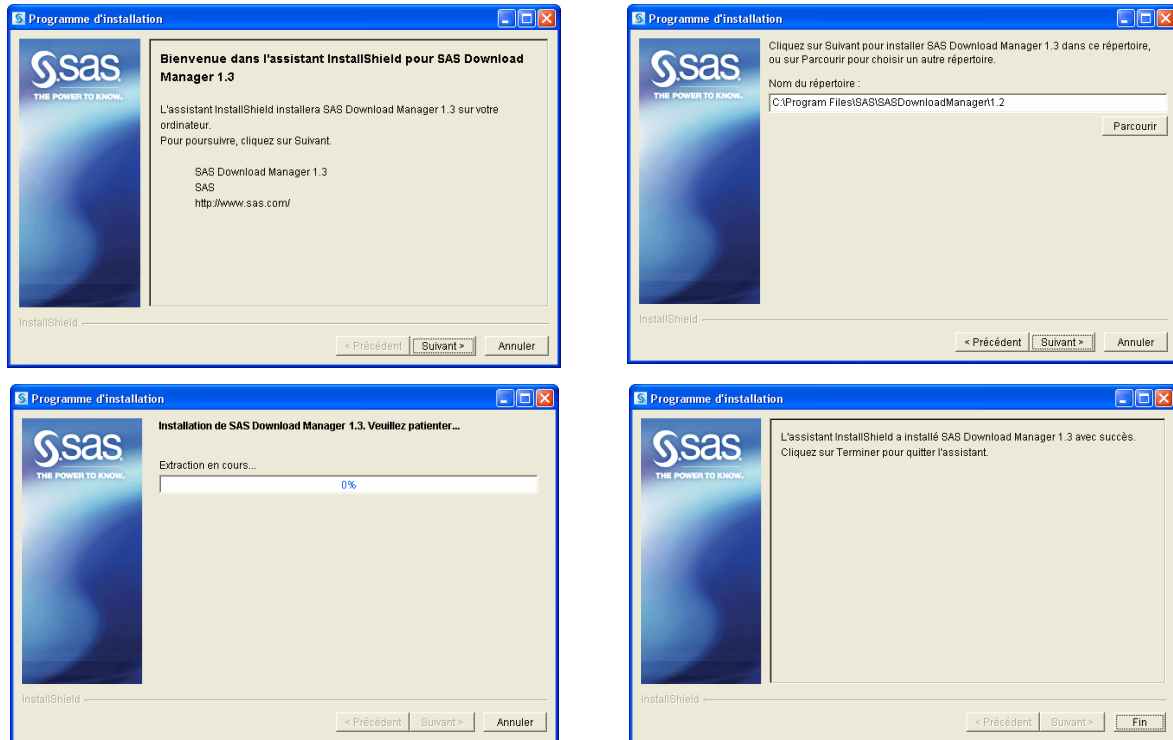 Programme d'installation
Ssas
THE POWER TO KNOW.
Bienvenue dans l'assistant InstallShield pour SAS Download
Manager 1.3
L'assistant InstallShield installera SAS Download Manager 1.3 sur votre
ordinateur.
Pour poursuivre, cliquez sur Suivant.
SAS Download Manager 1.3
SAS
http://www.sas.com/
InstallShield
< Précédent
Suivant >
Annuler
Programme d'installation
Ssas
THE POWER TO KNOW.
Cliquez sur Suivant pour installer SAS Download Manager 1.3 dans ce répertoire,
ou sur Parcourir pour choisir un autre répertoire.
Nom du répertoire :
C:\Program Files\SAS\SASDownloadManager\1.2
Parcourir
InstallShield
< Précédent
Suivant >
Annuler
Programme d'installation
Ssas
THE POWER TO KNOW.
Installation de SAS Download Manager 1.3. Veuillez patienter...
Extraction en cours...
0%
InstallShield
< Précédent
Suivant >
Annuler
Programme d'installation
Ssas
THE POWER TO KNOW.
L'assistant InstallShield a installé SAS Download Manager 1.3 avec succès.
Cliquez sur Terminer pour quitter l'assistant.
InstallShield
< Précédent
Suivant >
Fin